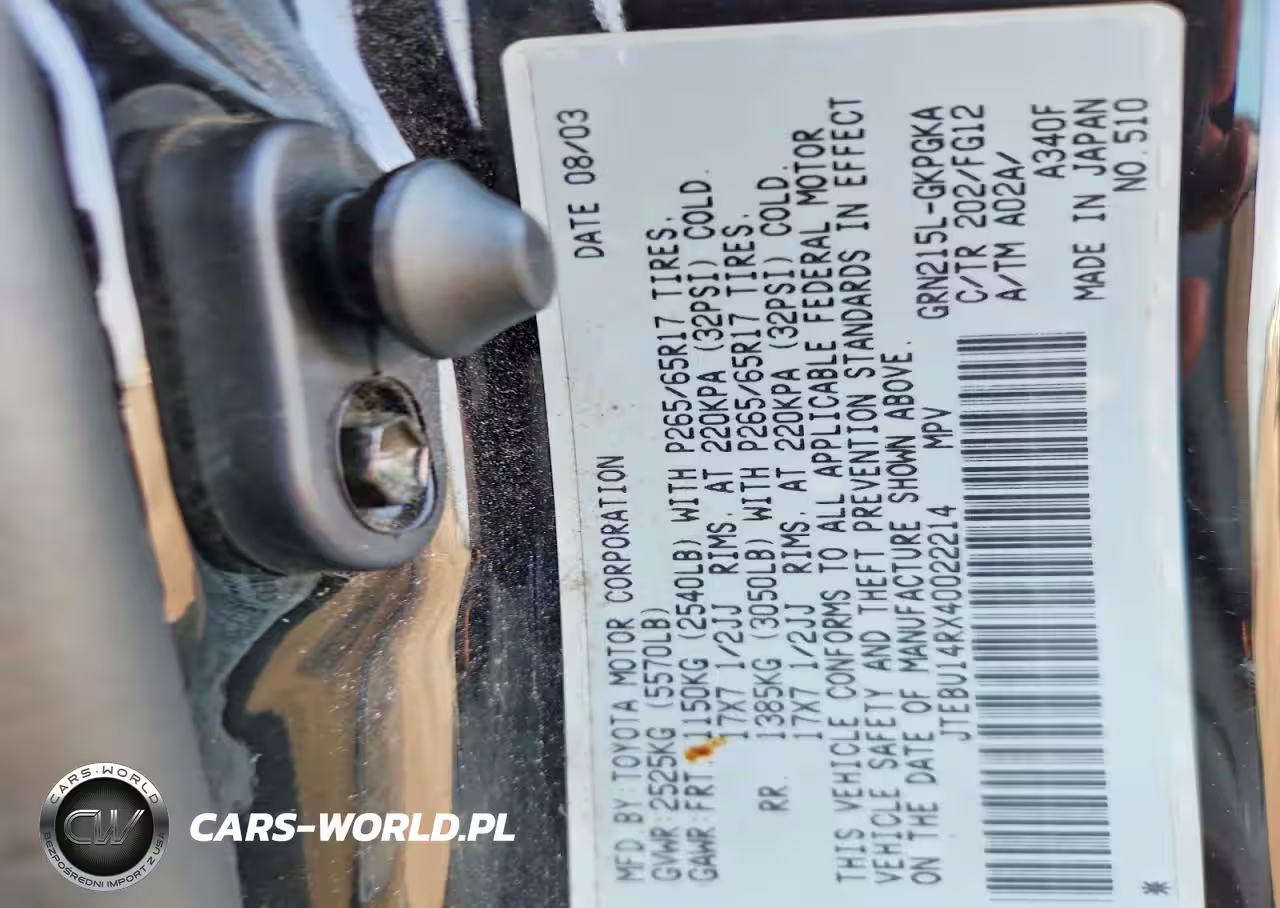 MFD.BY:TOYOTA MOTOR CORPORATION DATE 08/03
GVWR:2525KG (5570LB)
GAWR:FRT.1150KG (2540LB) WITH P265/65R17 TIRES.
17X7 1/2JJ RIMS. AT 220KPA (32PSI) COLD.
RR. 1385KG (3050LB) WITH P265/65R17 TIRES.
17X7 1/2JJ RIMS. AT 220KPA (32PSI) COLD.
THIS VEHICLE CONFORMS TO ALL APPLICABLE FEDERAL MOTOR
VEHICLE SAFETY AND THEFT PREVENTION STANDARDS IN EFFECT
ON THE DATE OF MANUFACTURE SHOWN ABOVE.
JTEBU14RX40022214 MPV
GRN215L-GKPGKA
C/TR 202/FG12
A/TM A02A/
A340F
MADE IN JAPAN
* NO.510
CARS-WORLD
CW
BEZPOŚREDNI IMPORT Z USA
CARS-WORLD.PL